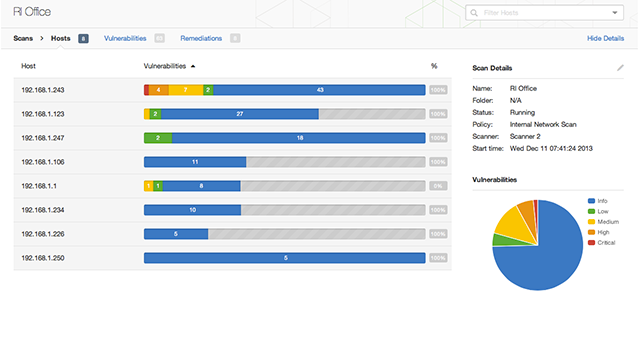 RI Office
Filter Hosts
Scans > Hosts 8 Vulnerabilities 53 Remediations 0 Hide Details
Host Vulnerabilities %
192.168.1.243 4 7 2 43 100%
192.168.1.123 2 27 100%
192.168.1.247 2 18 100%
192.168.1.106 11 100%
192.168.1.1 1 1 8 0%
192.168.1.234 10 100%
192.168.1.226 5 100%
192.168.1.250 5 100%
Scan Details
Name: RI Office
Folder: N/A
Status: Running
Policy: Internal Network Scan
Scanner: Scanner 2
Start time: Wed Dec 11 07:41:24 2013
Vulnerabilities
Info
Low
Medium
High
Critical